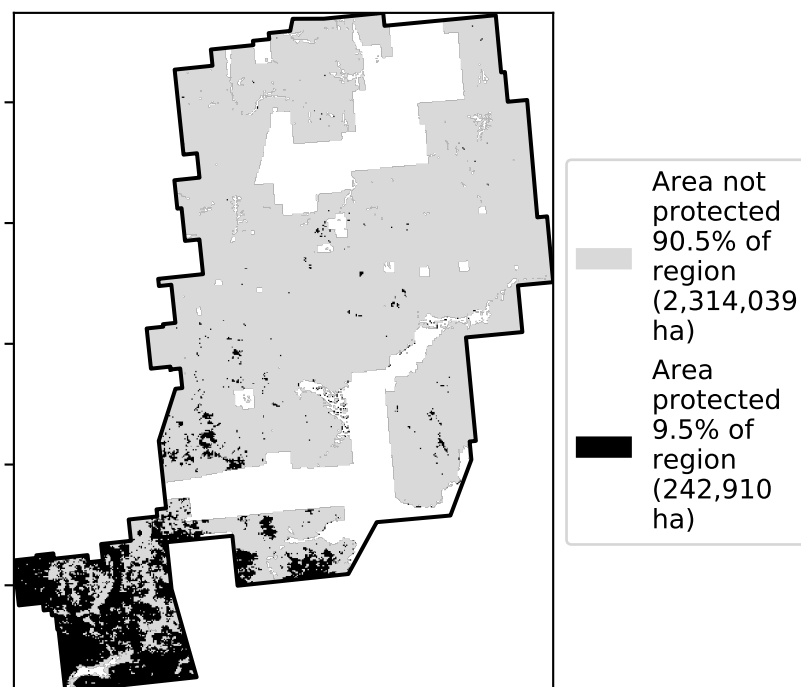 Area not
protected
90.5% of
region
(2,314,039
ha)
Area
protected
9.5% of
region
(242,910
ha)